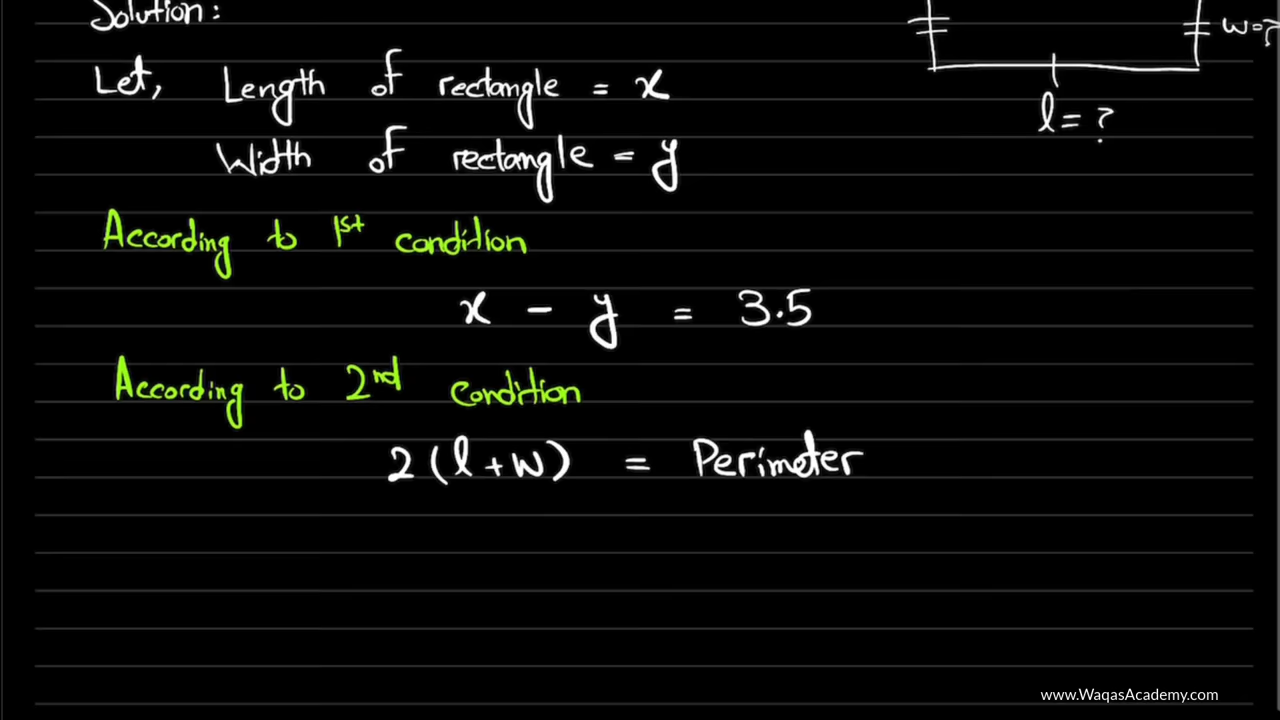 Solution:
w=?
Let, Length of rectangle = x
l = ?
Width of rectangle = y
According to 1st condition
x - y = 3.5
According to 2nd condition
2(l+w) = Perimeter
www.WaqasAcademy.com